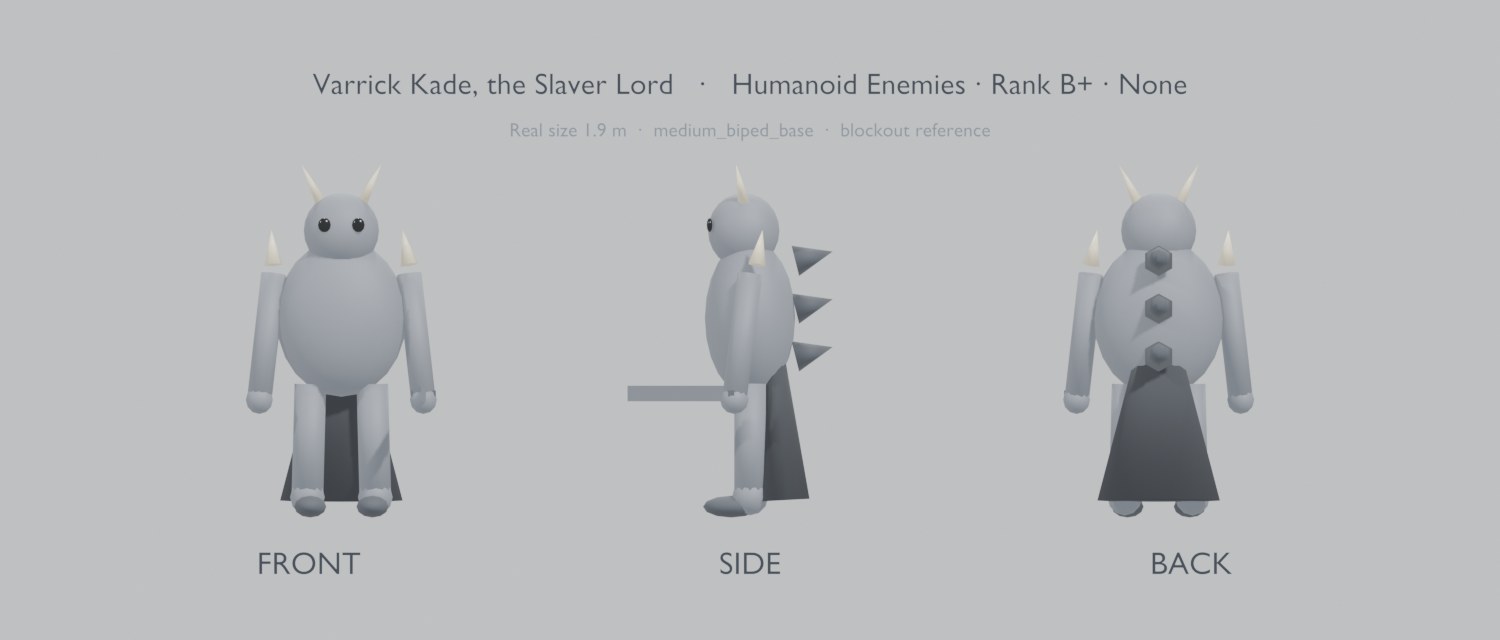 Varrick Kade, the Slaver Lord · Humanoid Enemies · Rank B+ · None
Real size 1.9 m · medium_biped_base · blockout reference
FRONT SIDE BACK